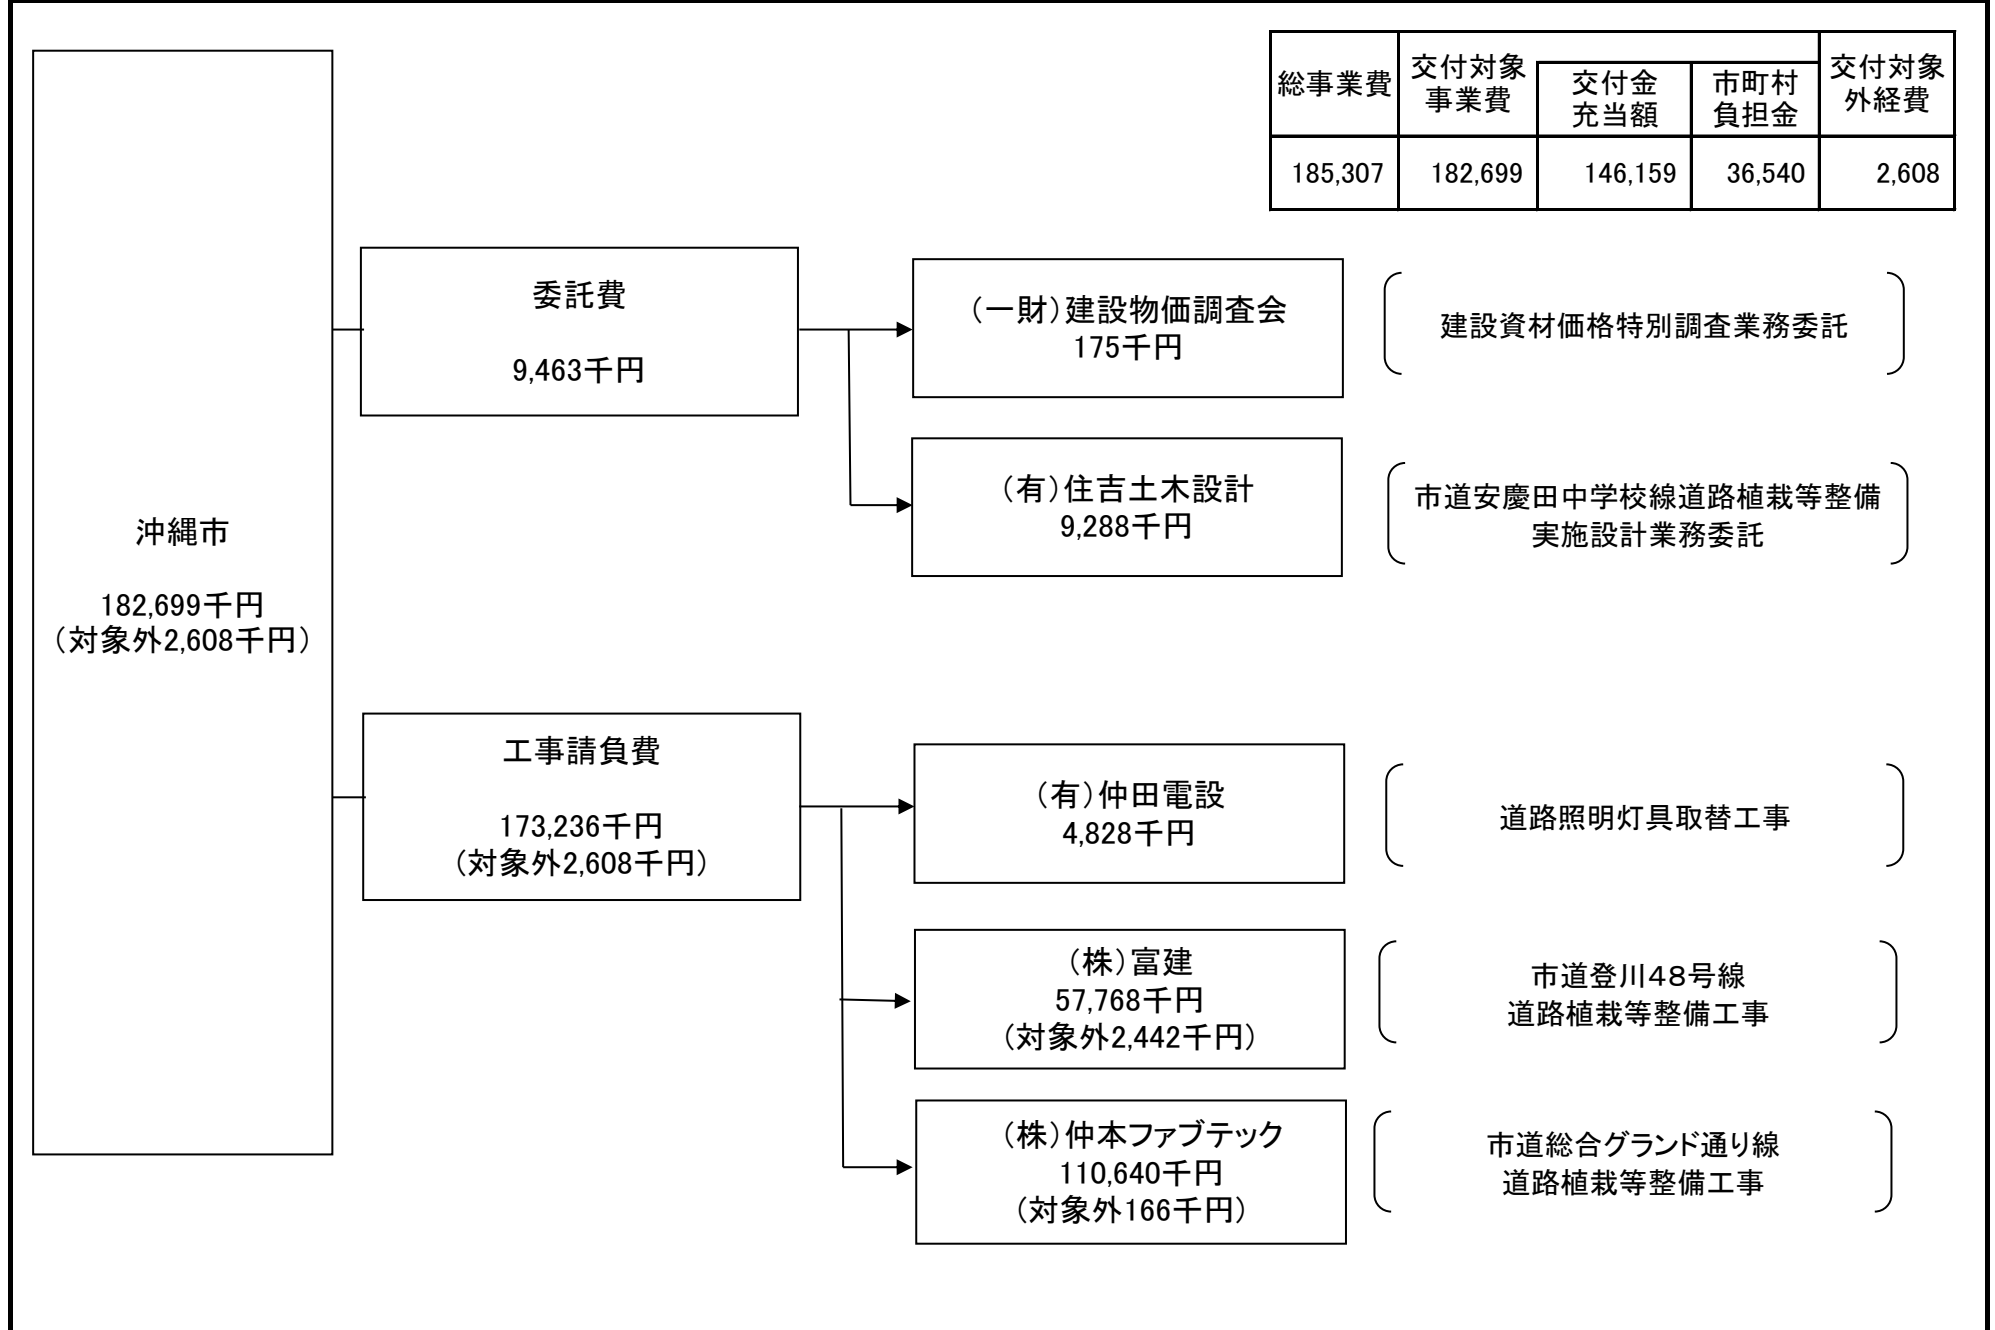 総事業費
交付対象
事業費
交付金
充当額
市町村
負担金
交付対象
外経費
185,307 182,699 146,159 36,540 2,608
沖縄市
182,699千円
（対象外2,608千円）
委託費
9,463千円
（一財）建設物価調査会
175千円
建設資材価格特別調査業務委託
（有）住吉土木設計
9,288千円
市道安慶田中学校線道路植栽等整備
実施設計業務委託
工事請負費
173,236千円
（対象外2,608千円）
（有）仲田電設
4,828千円
道路照明灯具取替工事
（株）富建
57,768千円
（対象外2,442千円）
市道登川４８号線
道路植栽等整備工事
（株）仲本ファブテック
110,640千円
（対象外166千円）
市道総合グランド通り線
道路植栽等整備工事